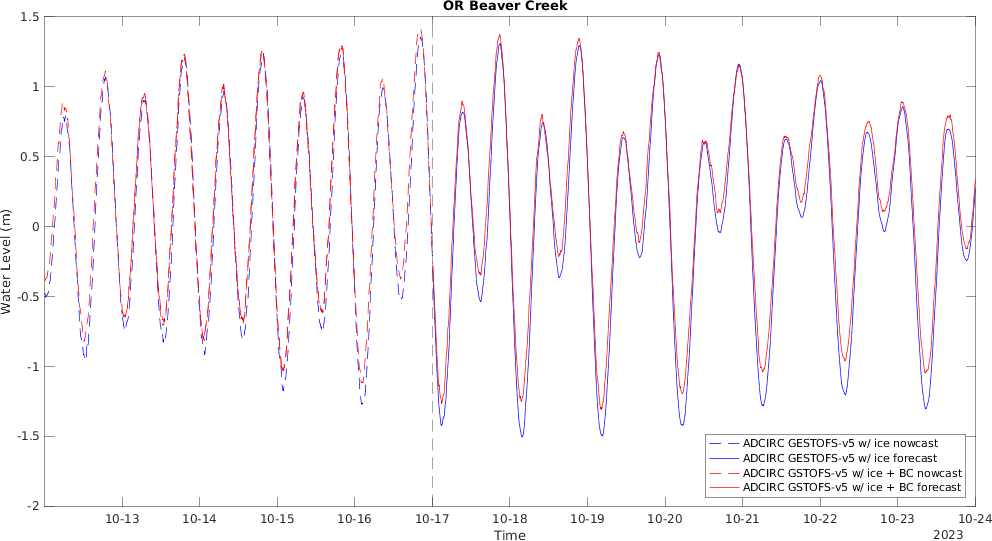 OR Beaver Creek
1.5
1
0.5
0
-0.5
-1
-1.5
-2
Water Level (m)
10-13 10-14 10-15 10-16 10-17 10-18 10-19 10-20 10-21 10-22 10-23 10-24
Time
2023
ADCIRC GESTOFS-v5 w/ ice nowcast
ADCIRC GESTOFS-v5 w/ ice forecast
ADCIRC GSTOFS-v5 w/ ice + BC nowcast
ADCIRC GSTOFS-v5 w/ ice + BC forecast